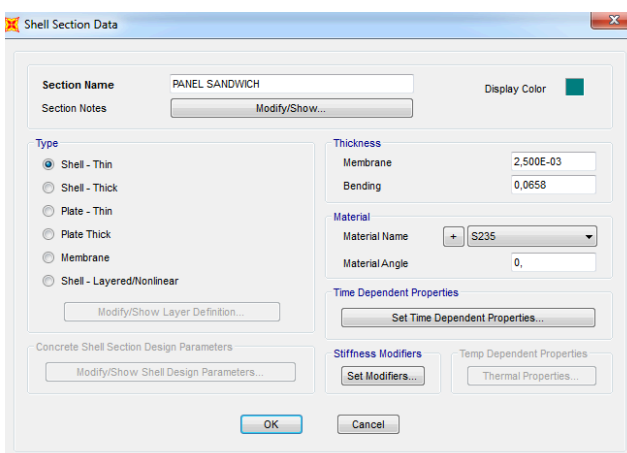 Shell Section Data
Section Name PANEL SANDWICH
Display Color
Section Notes Modify/Show...
Type
Shell - Thin
Shell - Thick
Plate - Thin
Plate Thick
Membrane
Shell - Layered/Nonlinear
Modify/Show Layer Definition...
Concrete Shell Section Design Parameters
Modify/Show Shell Design Parameters...
Thickness
Membrane 2,500E-03
Bending 0,0658
Material
Material Name + S235
Material Angle 0,
Time Dependent Properties
Set Time Dependent Properties...
Stiffness Modifiers
Set Modifiers...
Temp Dependent Properties
Thermal Properties...
OK
Cancel